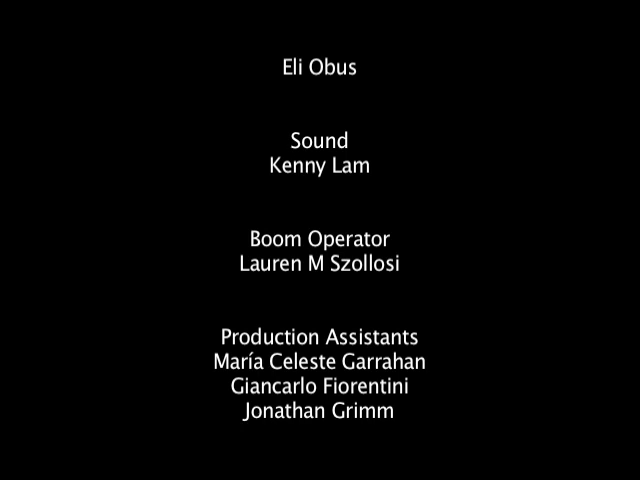 Eli Obus
Sound
Kenny Lam
Boom Operator
Lauren M Szollosi
Production Assistants
María Celeste Garrahan
Giancarlo Fiorentini
Jonathan Grimm